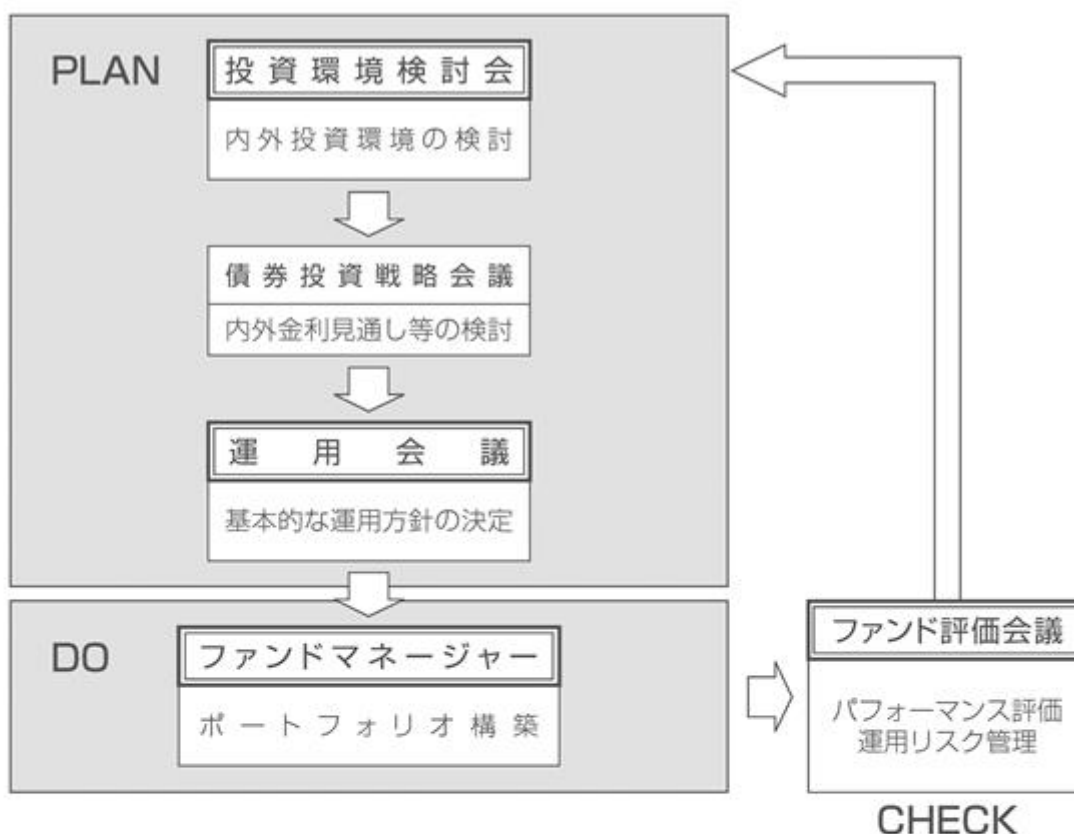 PLAN
投資環境検討会
内外投資環境の検討
債券投資戦略会議
内外金利見通し等の検討
運用会議
基本的な運用方針の決定
DO
ファンドマネージャー
ポートフォリオ構築
ファンド評価会議
パフォーマンス評価
運用リスク管理
CHECK